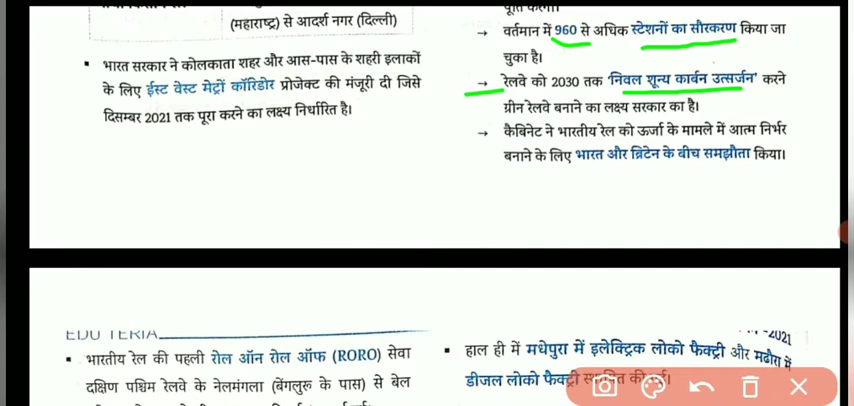 (महाराष्ट्र) से आदर्श नगर (दिल्ली)
▪ भारत सरकार ने कोलकाता शहर और आस-पास के शहरी इलाकों
के लिए ईस्ट वेस्ट मेट्रों कॉरिडोर प्रोजेक्ट की मंजूरी दी जिसे
दिसम्बर 2021 तक पूरा करने का लक्ष्य निर्धारित है।
→ वर्तमान में 960 से अधिक स्टेशनों का सौरकरण किया जा
चुका है।
→ रेलवे को 2030 तक 'निवल शून्य कार्बन उत्सर्जन' करने
ग्रीन रेलवे बनाने का लक्ष्य सरकार का है।
→ कैबिनेट ने भारतीय रेल को ऊर्जा के मामले में आत्म निर्भर
बनाने के लिए भारत और ब्रिटेन के बीच समझौता किया।
EDU TERIA
▪ भारतीय रेल की पहली रोल ऑन रोल ऑफ (RORO) सेवा
दक्षिण पश्चिम रेलवे के नेलमंगला (बेंगलुरू के पास) से बेल
-2021
▪ हाल ही में मधेपुरा में इलेक्ट्रिक लोको फैक्ट्री और मढौरा में
डीजल लोको फैक्ट्री की